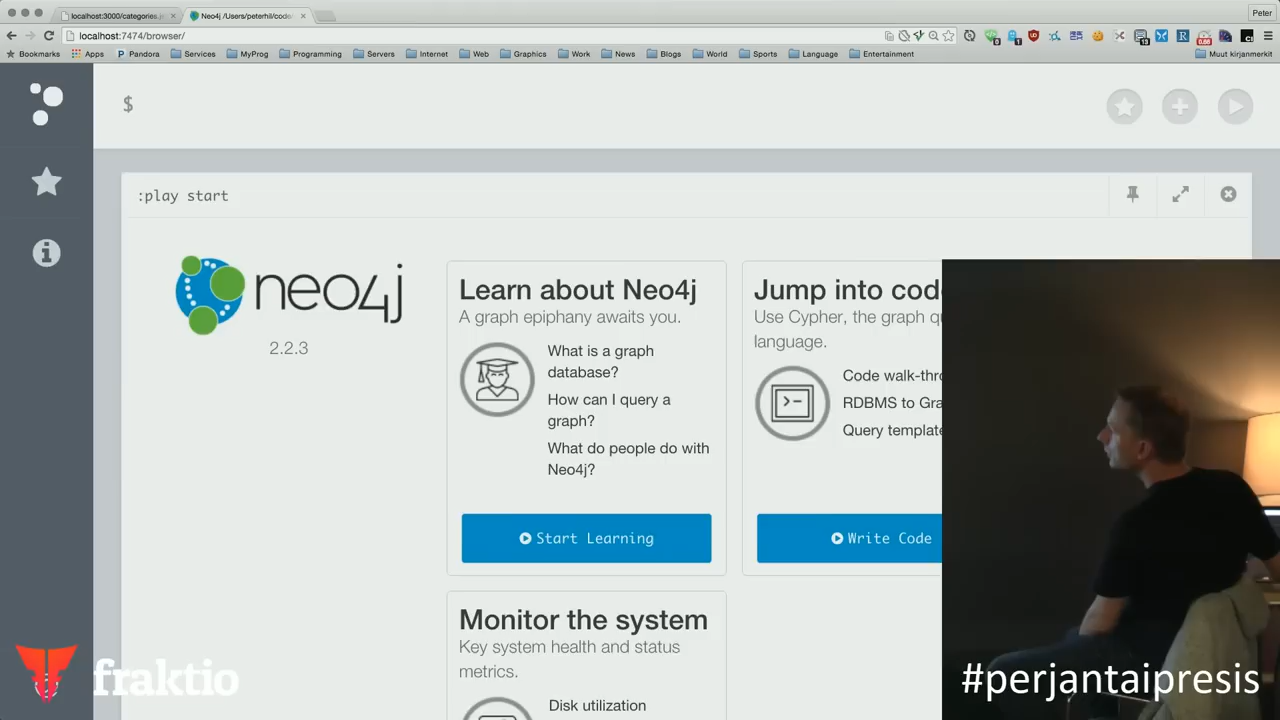 localhost:3000/categories.js
Neo4j /Users/peterhil/code/
Peter
localhost:7474/browser/
Bookmarks
Apps
Pandora
Services
MyProg
Programming
Servers
Internet
Web
Graphics
Work
News
Blogs
World
Sports
Language
Entertainment
Muut kirjanmerkit
$
:play start
neo4j
2.2.3
Learn about Neo4j
A graph epiphany awaits you.
What is a graph
database?
How can I query a
graph?
What do people do with
Neo4j?
Start Learning
Jump into cod
Use Cypher, the graph qu
language.
Code walk-thro
RDBMS to Gra
Query template
Write Code
Monitor the system
Key system health and status
metrics.
Disk utilization
fraktio
#perjantaipresis